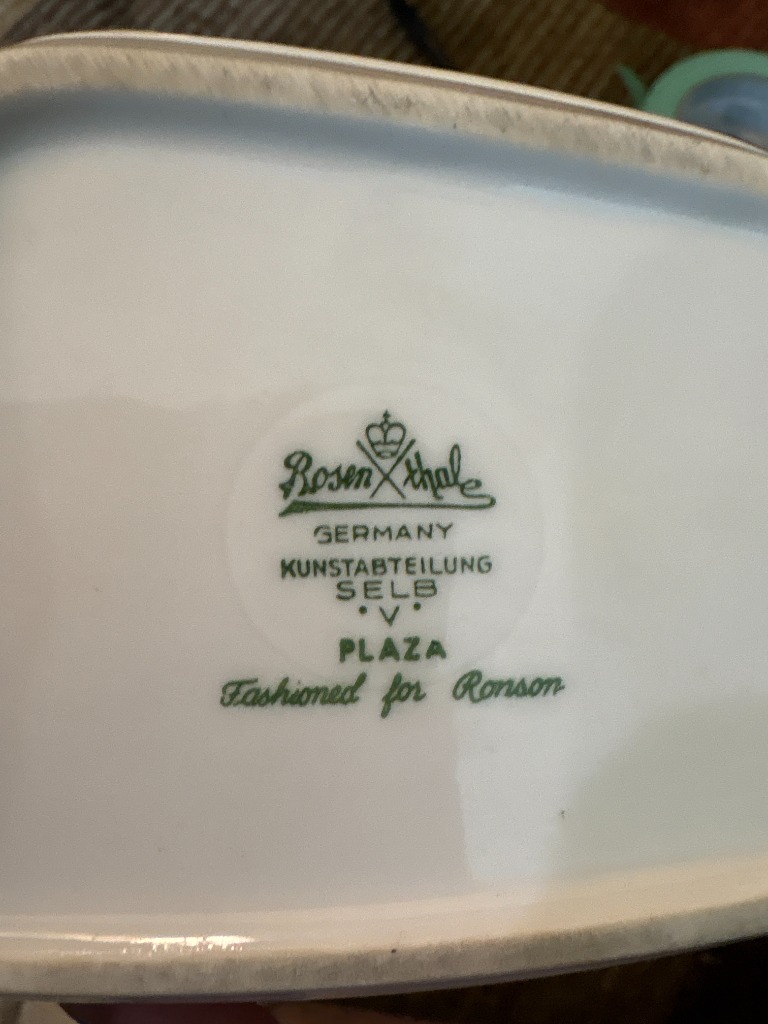 Rosenthal
GERMANY
KUNSTABTEILUNG
SELB
• V •
PLAZA
Fashioned for Ronson